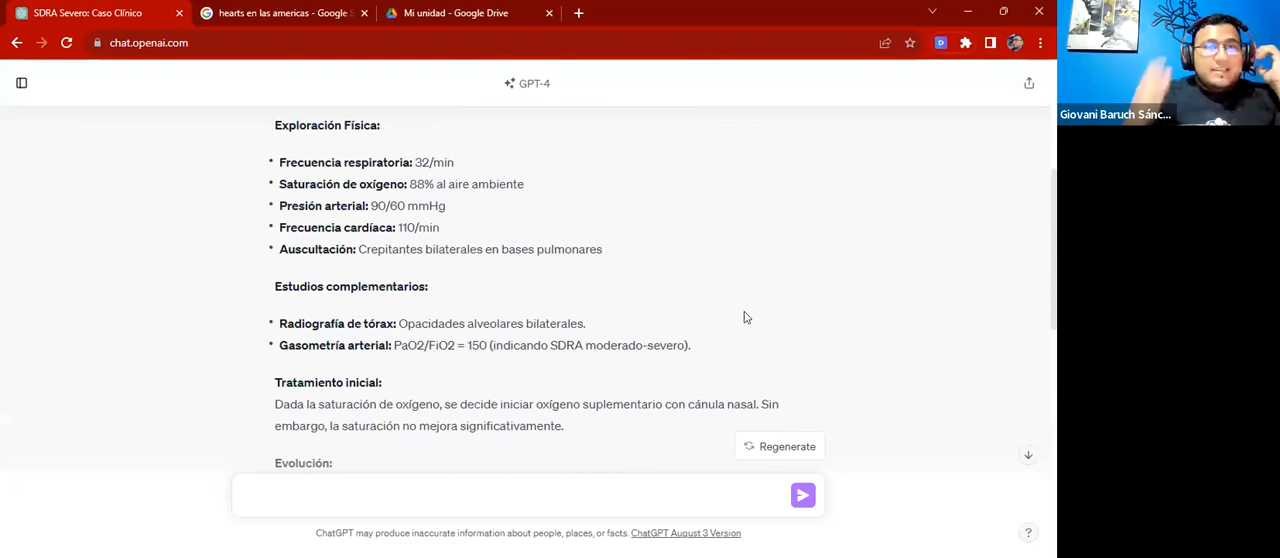 SDRA Severo: Caso Clínico
hearts en las americas - Google S
Mi unidad - Google Drive
chat.openai.com
GPT-4
Exploración Física:
Frecuencia respiratoria: 32/min
Saturación de oxígeno: 88% al aire ambiente
Presión arterial: 90/60 mmHg
Frecuencia cardíaca: 110/min
Auscultación: Crepitantes bilaterales en bases pulmonares
Estudios complementarios:
Radiografía de tórax: Opacidades alveolares bilaterales.
Gasometría arterial: PaO2/FiO2 = 150 (indicando SDRA moderado-severo).
Tratamiento inicial:
Dada la saturación de oxígeno, se decide iniciar oxígeno suplementario con cánula nasal. Sin
embargo, la saturación no mejora significativamente.
Regenerate
Evolución:
ChatGPT may produce inaccurate information about people, places, or facts. ChatGPT August 3 Version
?
D
Giovani Baruch Sánc...